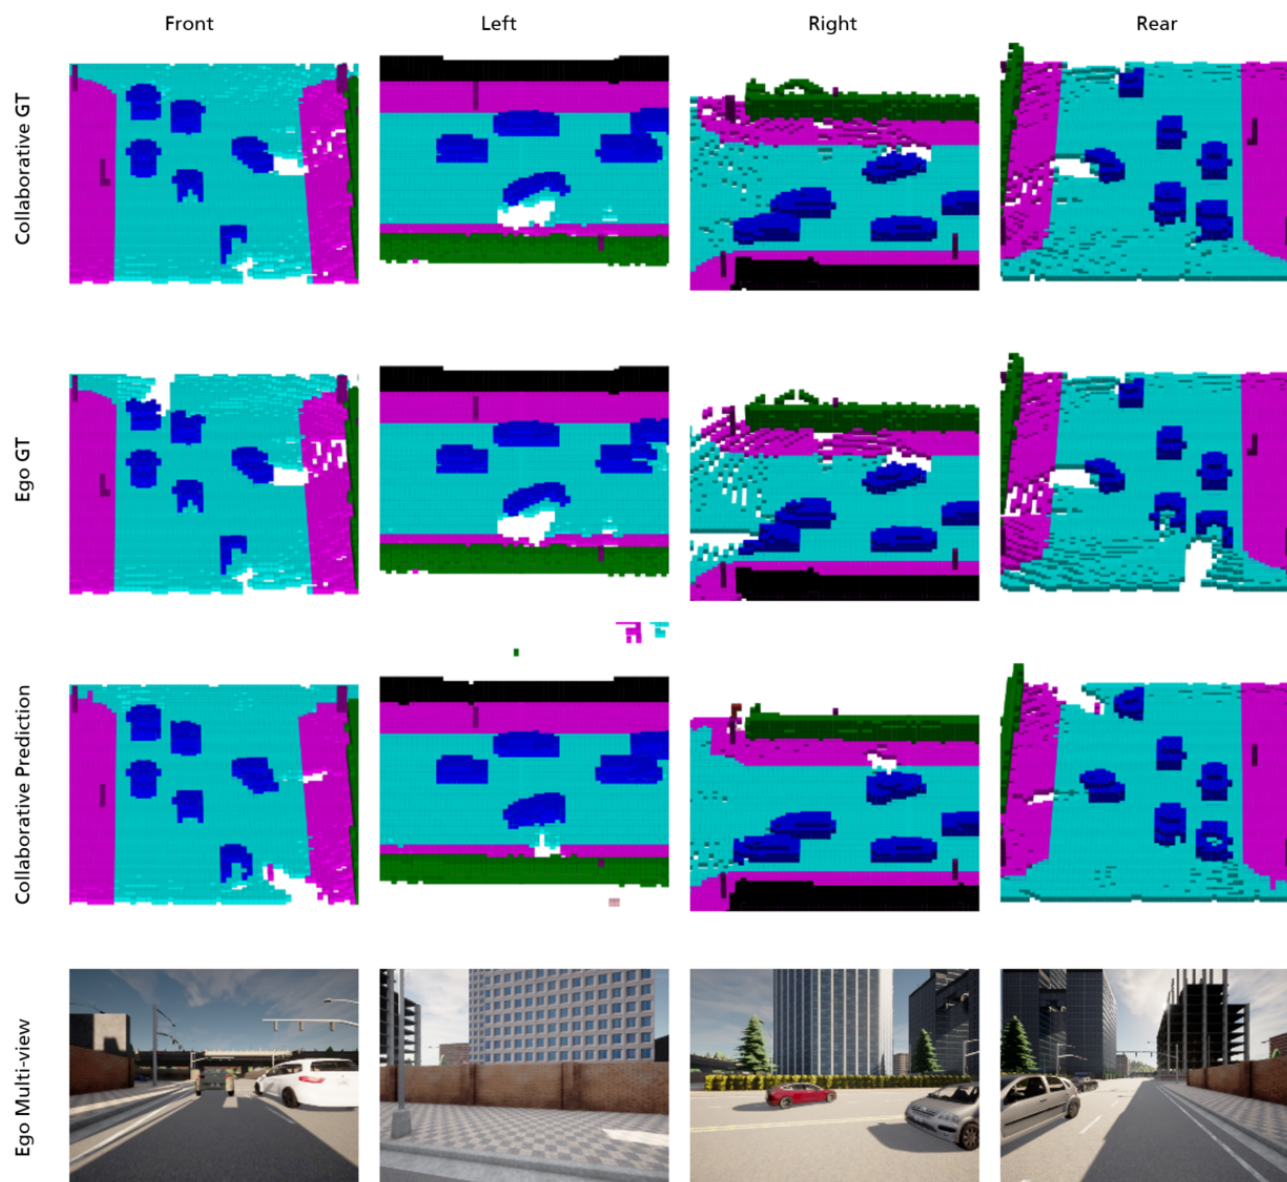 Front
Left
Right
Rear
Collaborative GT
Ego GT
Collaborative Prediction
Ego Multi-view